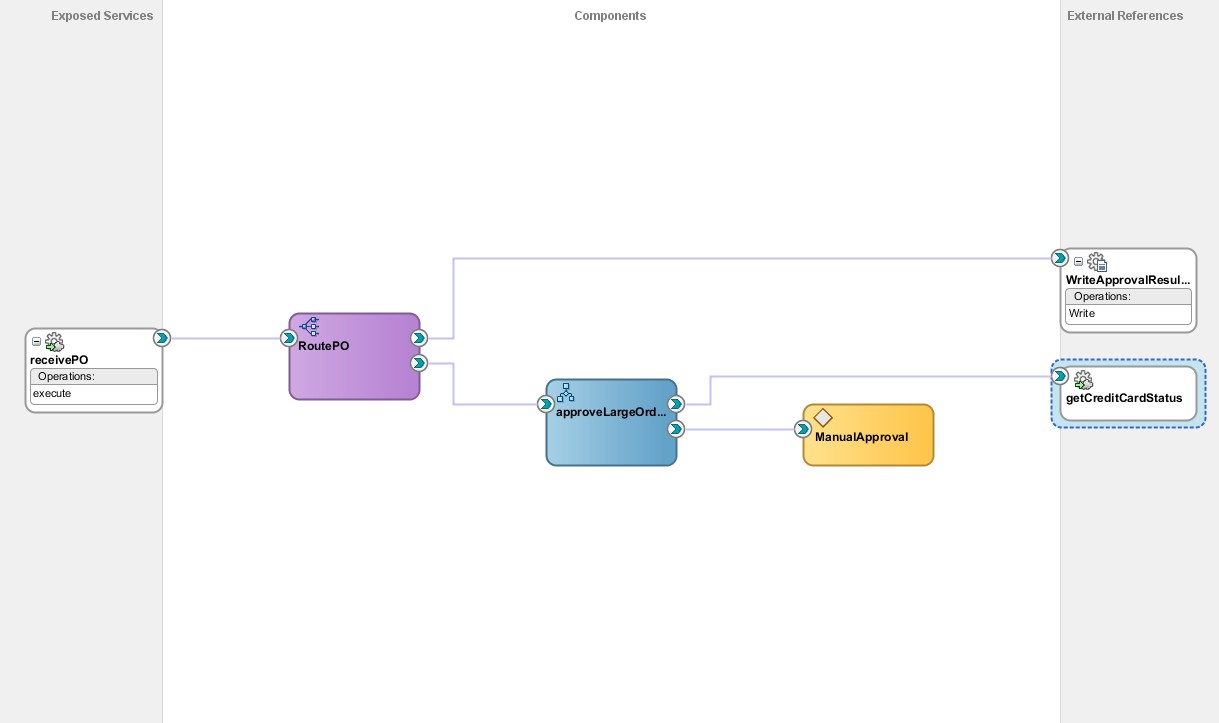 Exposed Services
Components
External References
WriteApprovalResul...
Operations:
Write
receivePO
Operations:
execute
RoutePO
approveLargeOrd...
ManualApproval
getCreditCardStatus